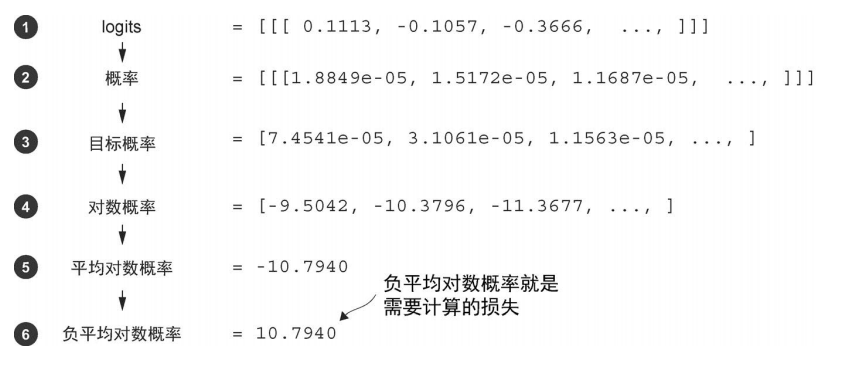 1 logits = [[[ 0.1113, -0.1057, -0.3666, ..., ]]]
2 概率 = [[[1.8849e-05, 1.5172e-05, 1.1687e-05, ..., ]]]
3 目标概率 = [7.4541e-05, 3.1061e-05, 1.1563e-05, ..., ]
4 对数概率 = [-9.5042, -10.3796, -11.3677, ..., ]
5 平均对数概率 = -10.7940
负平均对数概率就是
需要计算的损失
6 负平均对数概率 = 10.7940